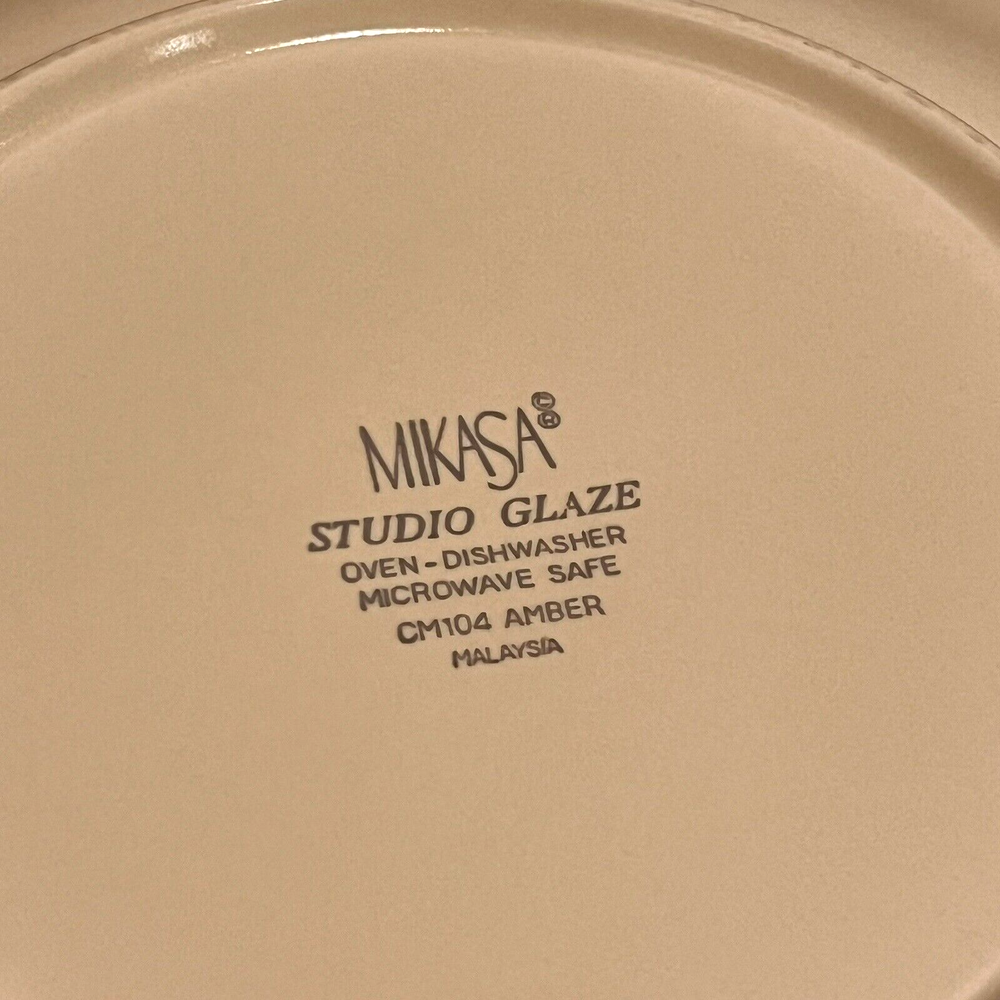 MIKASA®
STUDIO GLAZE
OVEN-DISHWASHER
MICROWAVE SAFE
CM104 AMBER
MALAYSIA